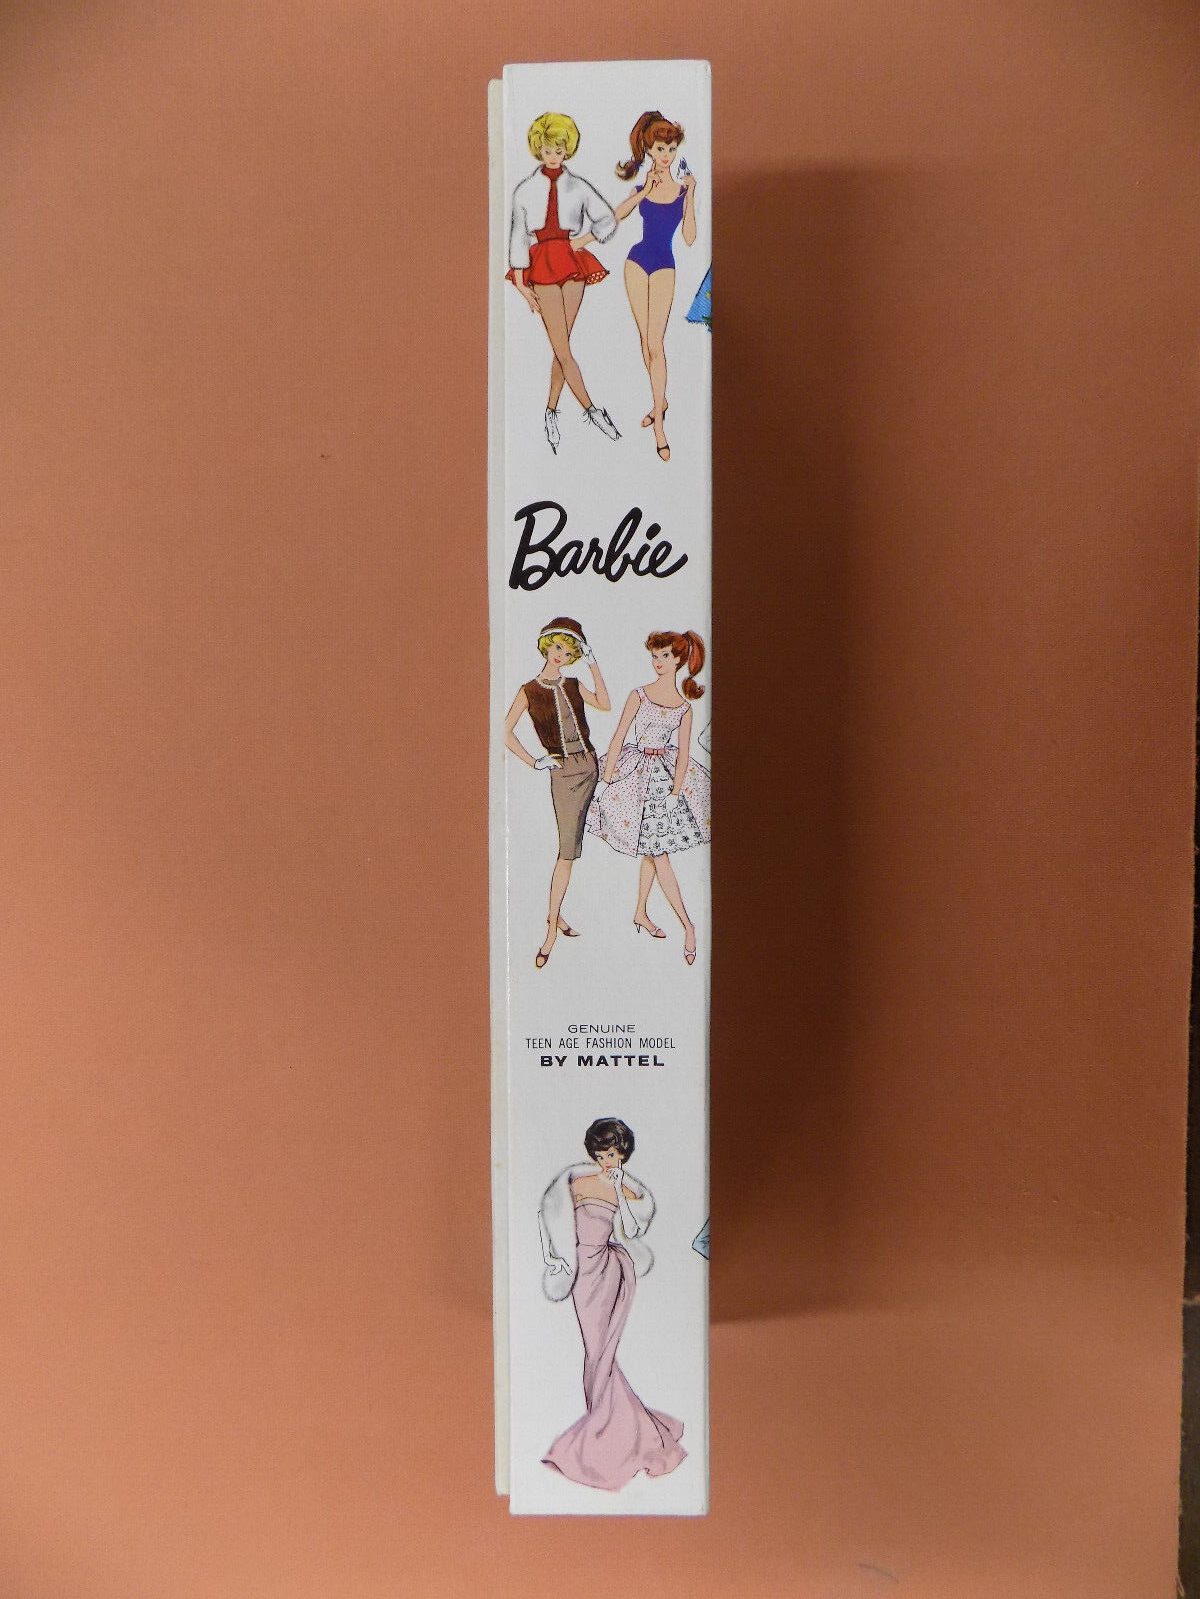 Barbie
GENUINE
TEEN AGE FASHION MODEL
BY MATTEL